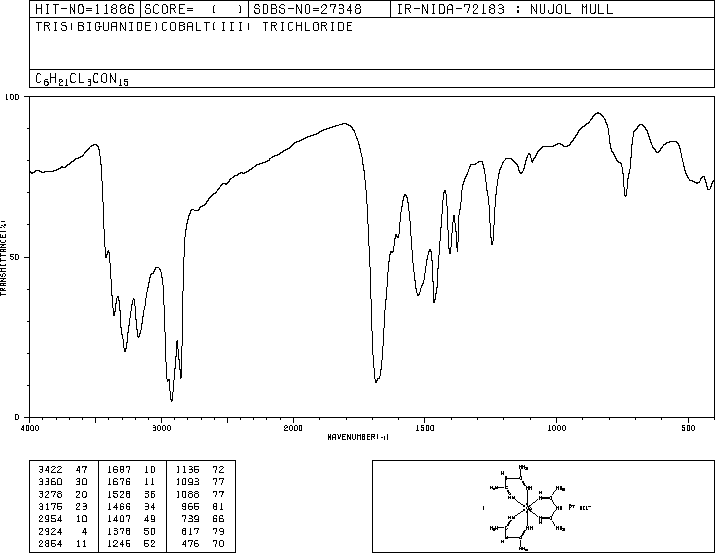 HIT-NO=11886 SCORE= ( ) SDBS-NO=27348 IR-NIDA-72183 : NUJOL MULL
TRIS(BIGUANIDE)COBALT(III) TRICHLORIDE
C6H21CL3CON15
100
50
0
TRANSMITTANCE(%)
4000 3000 2000 1500 1000 500
WAVENUMBER(-1)
3422 47 1687 10 1136 72
3360 30 1676 11 1093 77
3278 20 1528 36 1088 77
3175 23 1466 34 966 81
2954 10 1407 49 739 66
2924 4 1378 50 617 79
2854 11 1246 52 476 70